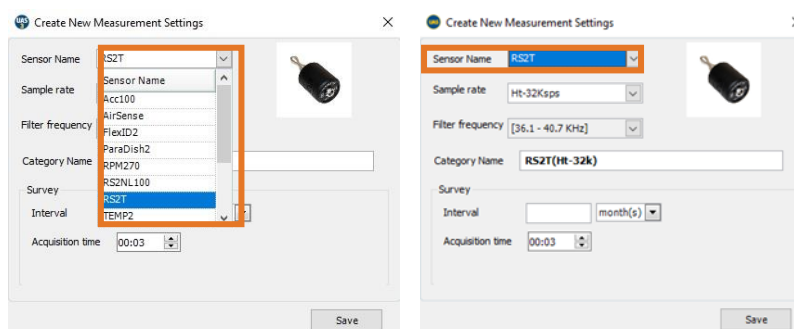 Create New Measurement Settings
Sensor Name RS2T
Sensor Name
Sample rate
Acc100
AirSense
Filter frequency
FlexID2
ParaDish2
Category Name
RPM270
RS2NL100
Survey
RS2T
Interval
TEMP2
Acquisition time 00:03
Save
Create New Measurement Settings
Sensor Name RS2T
Sample rate Ht-32Ksps
Filter frequency [36.1 - 40.7 KHz]
Category Name RS2T(Ht-32k)
Survey
Interval month(s)
Acquisition time 00:03
Save